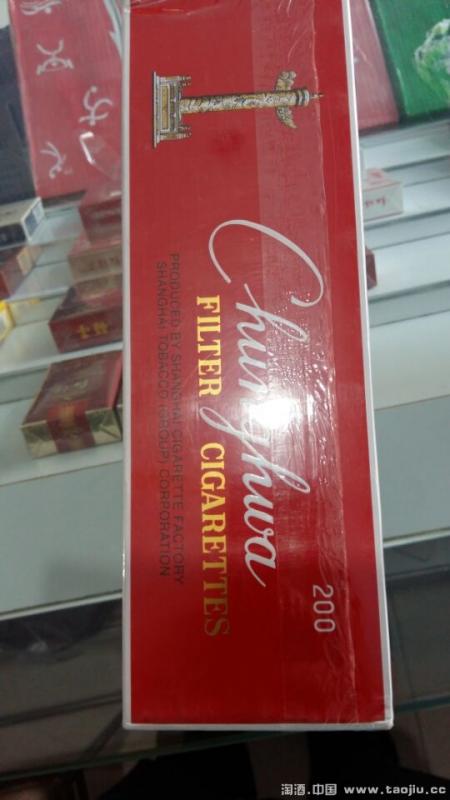 Chunghwa
200
FILTER CIGARETTES
PRODUCED BY SHANGHAI CIGARETTE FACTORY
SHANGHAI TOBACCO (GROUP) CORPORATION
淘酒.中国 www.taojiu.cc